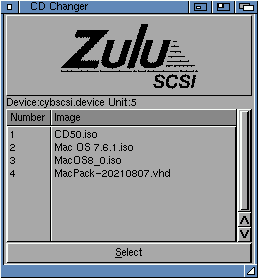 CD Changer
Zulu
SCSI
Device:cybscsi.device Unit:5
Number Image
1 CD50.iso
2 Mac OS 7.6.1.iso
3 MacOS8_0.iso
4 MacPack-20210807.vhd
Select